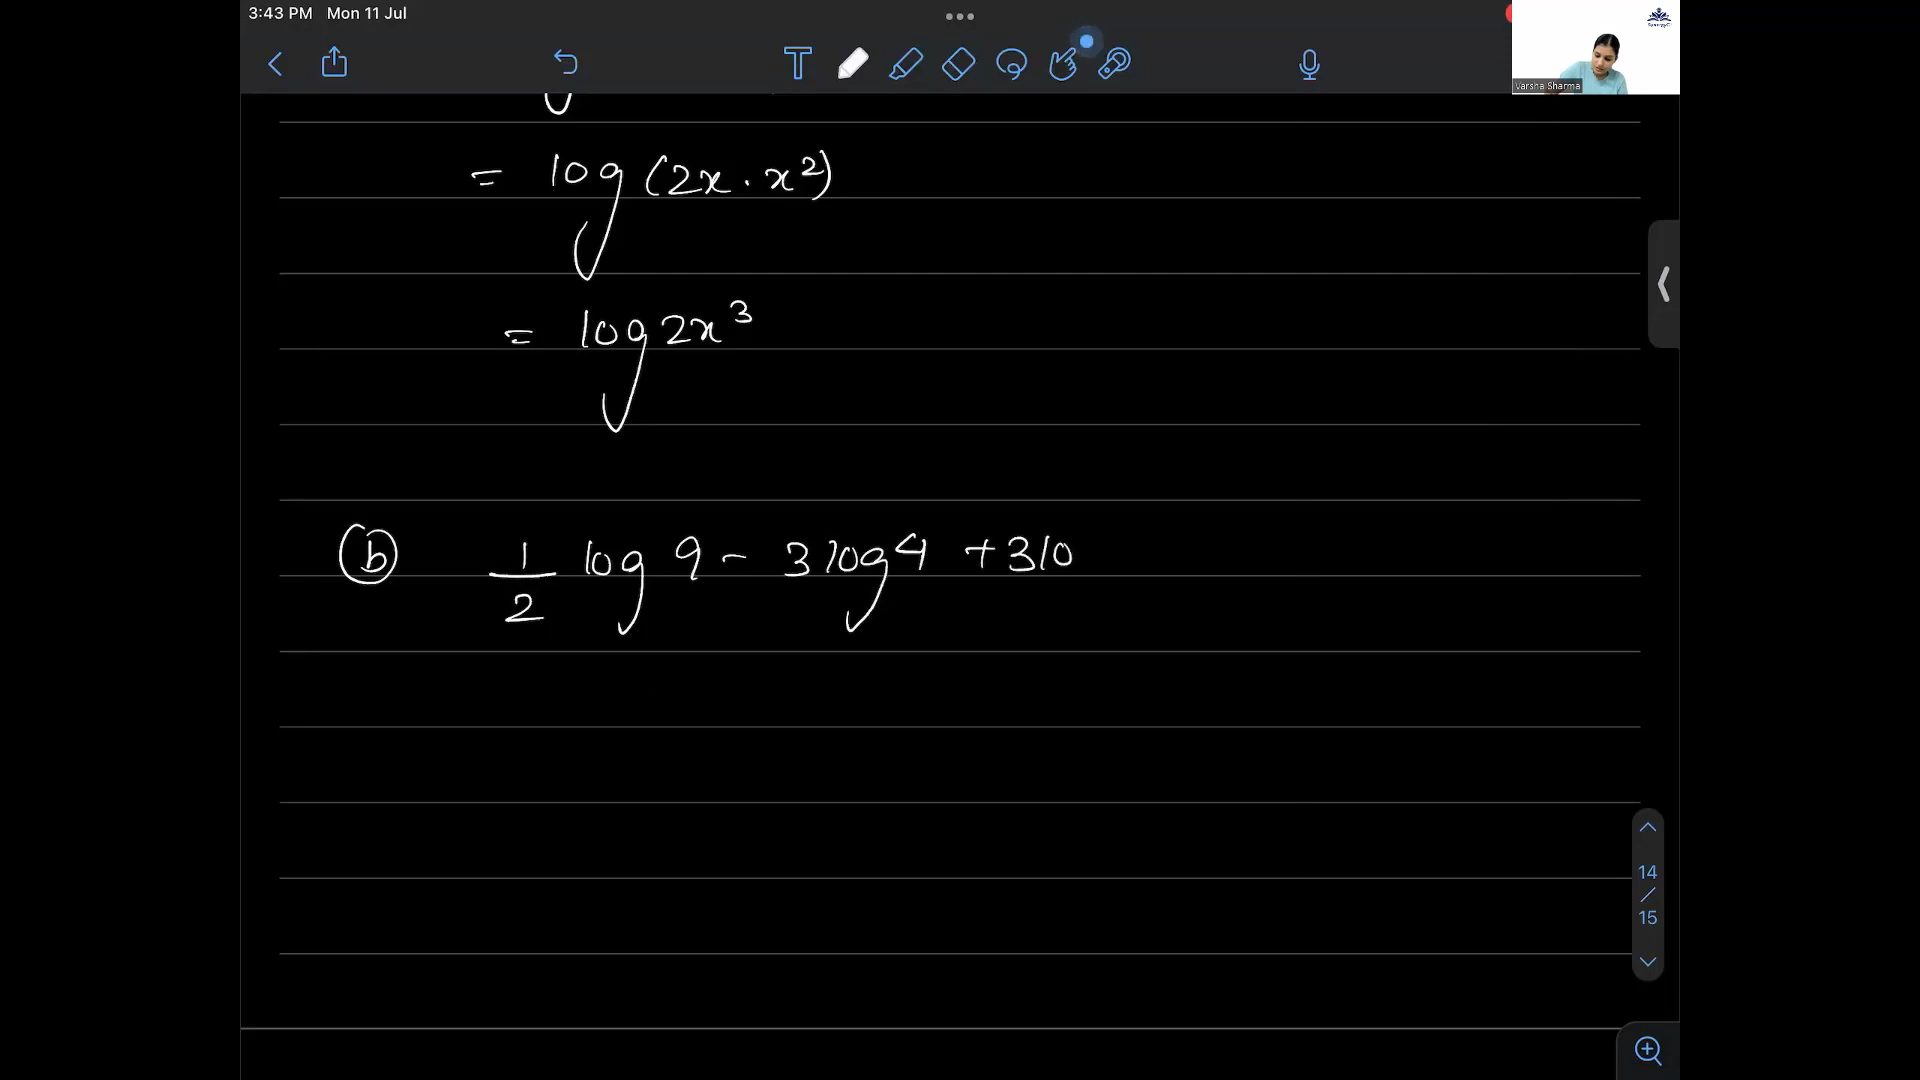 3:43 PM Mon 11 Jul
Varsha Sharma
= log (2x . x²)
= log 2x³
(b) 1/2 log 9 - 3 log 4 + 3 lo
14
/
15